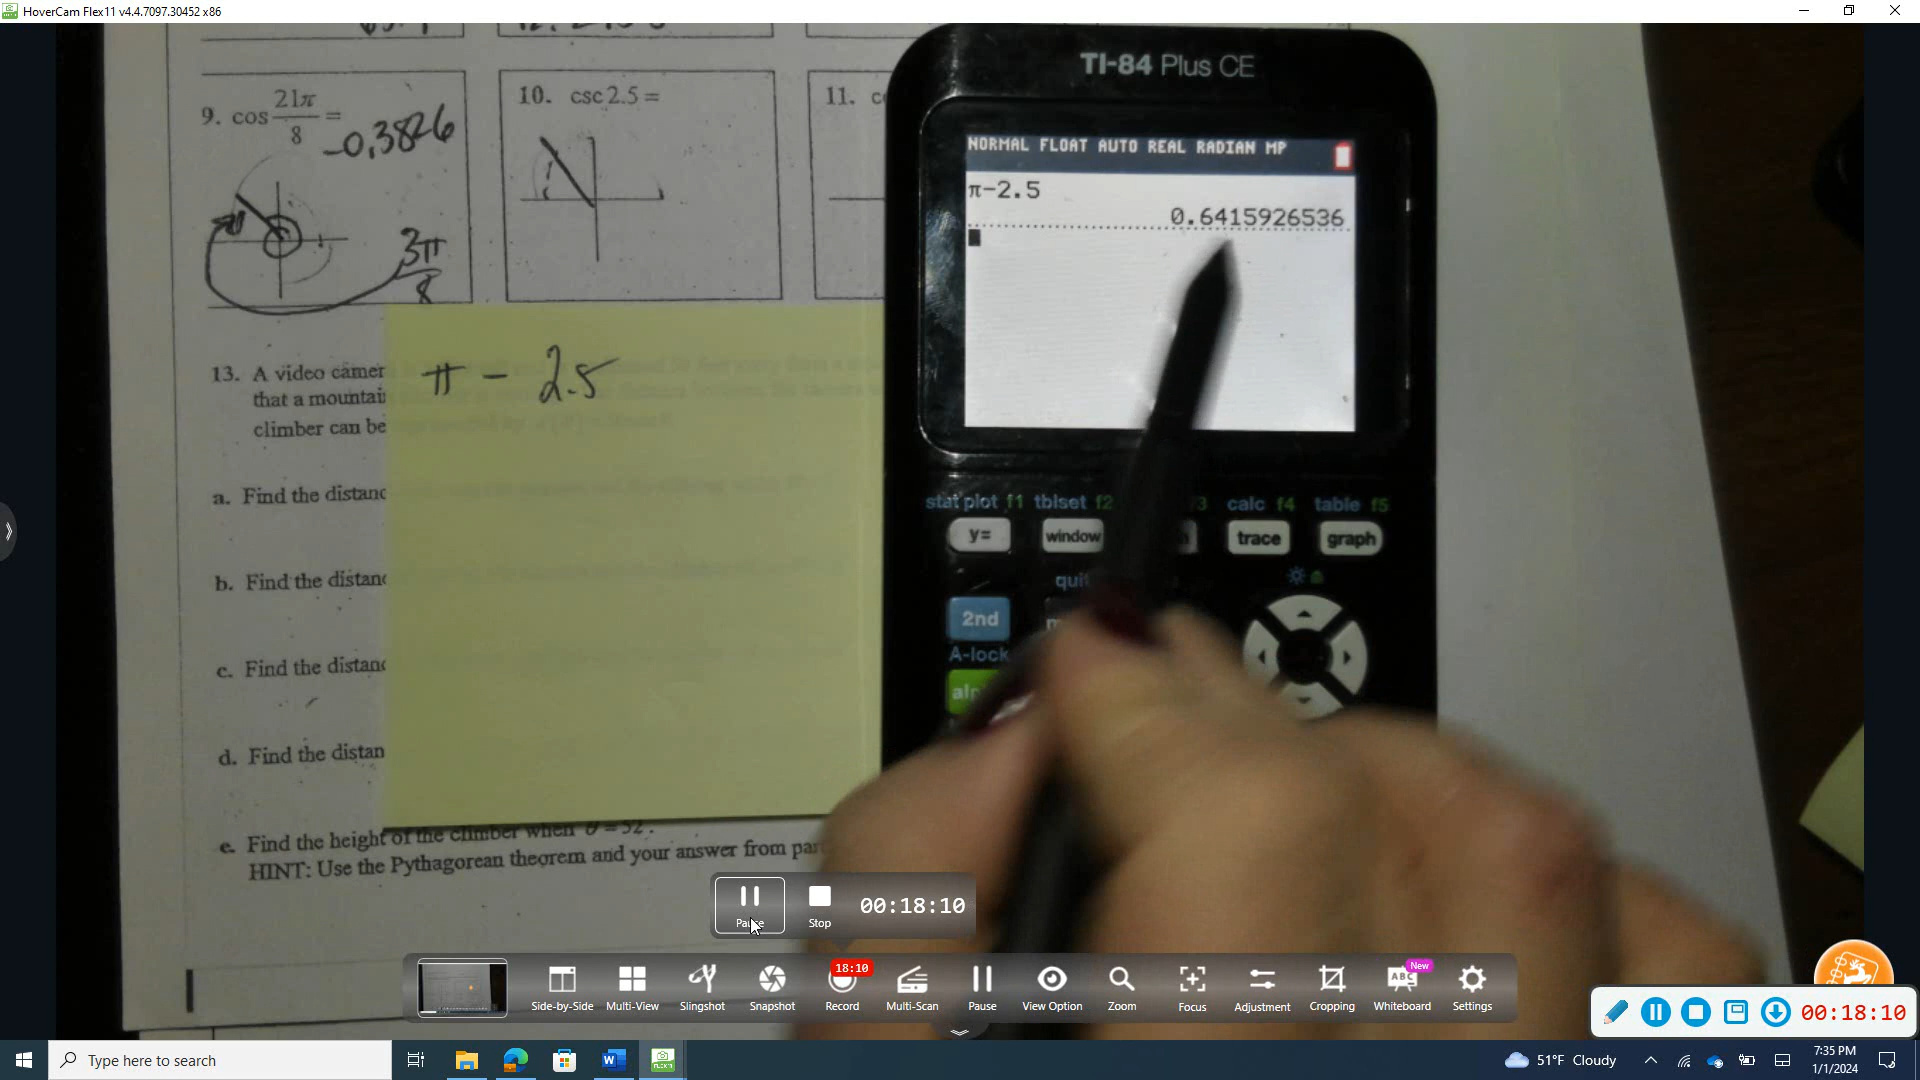 HoverCam Flex11 v4.4.7097.30452 x86
TI-84 Plus CE
9. cos 21π/8 = -0.3826
10. csc 2.5 =
11.
3π/8
NORMAL FLOAT AUTO REAL RADIAN MP
π-2.5
0.6415926536
π - 2.5
13. A video camer
that a mountai
climber can be
a. Find the distanc
b. Find the distanc
c. Find the distanc
d. Find the distan
e. Find the height of the climber when θ = 52°.
HINT: Use the Pythagorean theorem and your answer from par
stat plot f1 tblset f2 f3 calc f4 table f5
y= window trace graph
quit
2nd
A-lock
Pause Stop 00:18:10
18:10 New
ABC
Side-by-Side Multi-View Slingshot Snapshot Record Multi-Scan Pause View Option Zoom Focus Adjustment Cropping Whiteboard Settings
00:18:10
Type here to search
51°F Cloudy
7:35 PM
1/1/2024